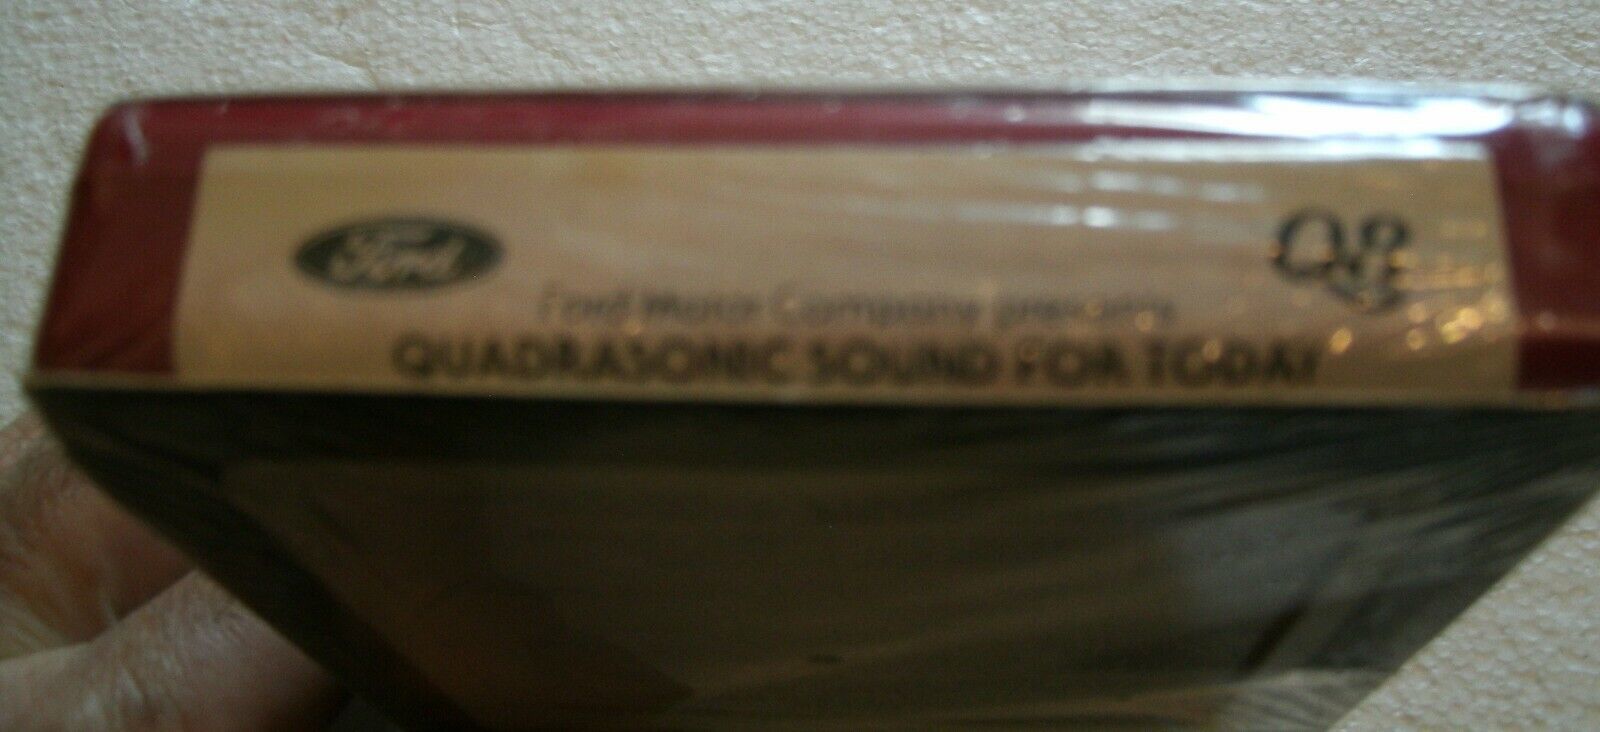 Ford
Q8
Ford Motor Company presents
QUADRASONIC SOUND FOR TODAY